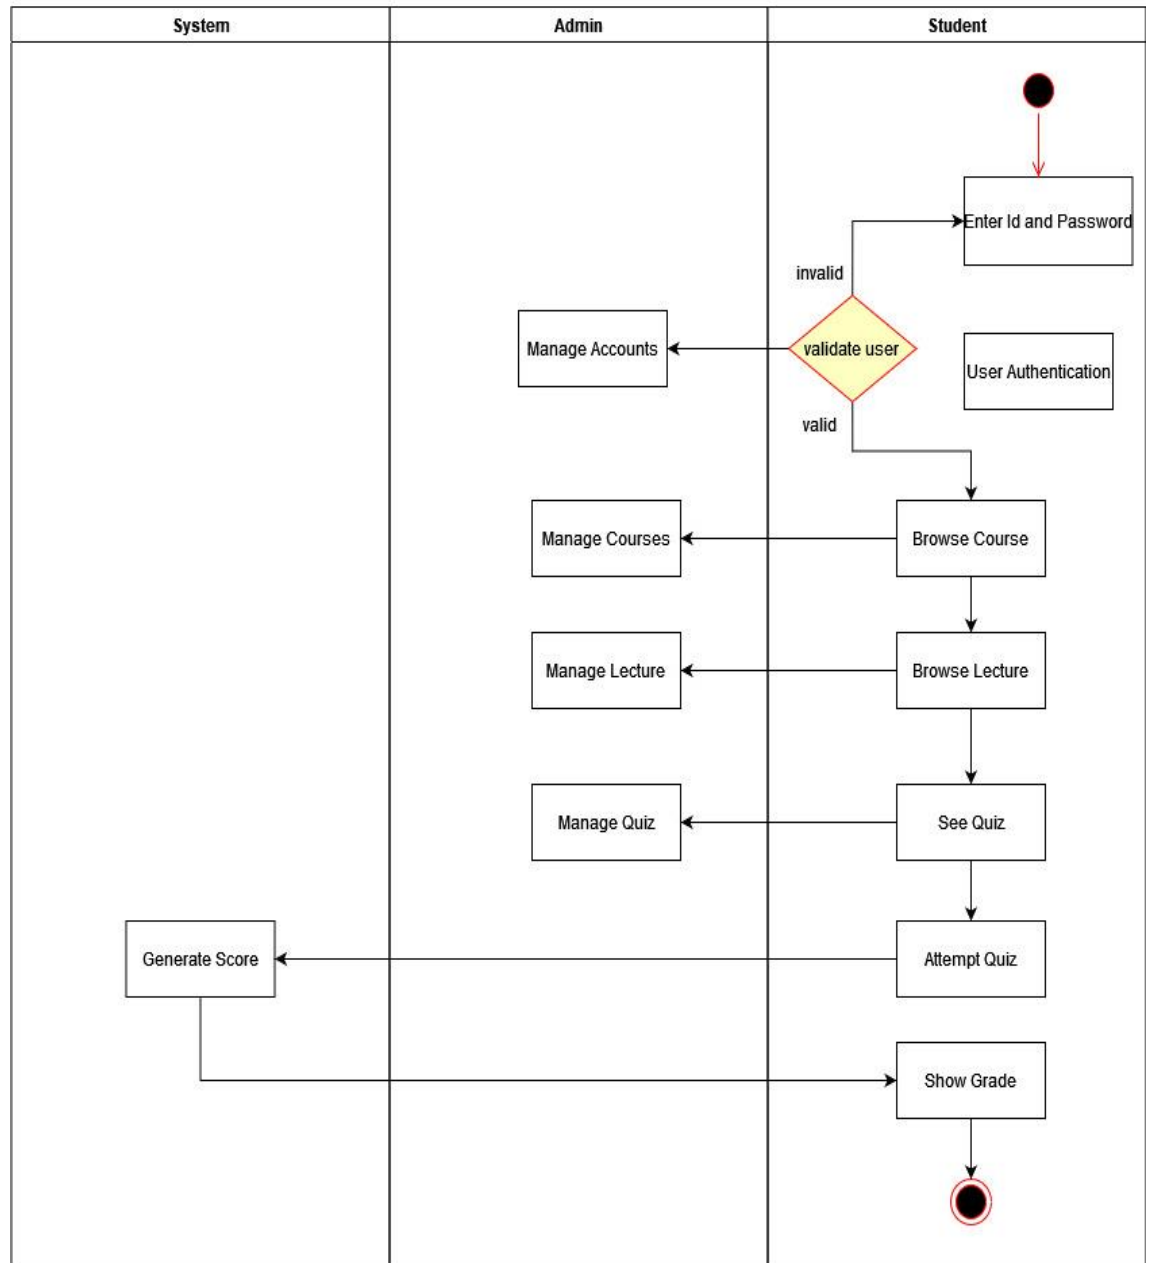 System
Admin
Student
Enter Id and Password
invalid
Manage Accounts
validate user
User Authentication
valid
Manage Courses
Browse Course
Manage Lecture
Browse Lecture
Manage Quiz
See Quiz
Generate Score
Attempt Quiz
Show Grade